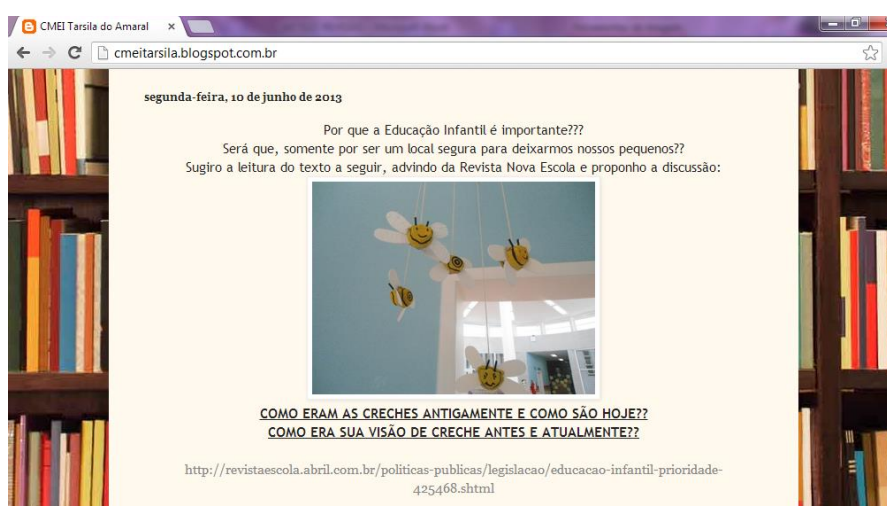 CMEI Tarsila do Amaral
cmeitarsila.blogspot.com.br
segunda-feira, 10 de junho de 2013
Por que a Educação Infantil é importante???
Será que, somente por ser um local segura para deixarmos nossos pequenos??
Sugiro a leitura do texto a seguir, advindo da Revista Nova Escola e proponho a discussão:
COMO ERAM AS CRECHES ANTIGAMENTE E COMO SÃO HOJE??
COMO ERA SUA VISÃO DE CRECHE ANTES E ATUALMENTE??
http://revistaescola.abril.com.br/politicas-publicas/legislacao/educacao-infantil-prioridade-
425468.shtml